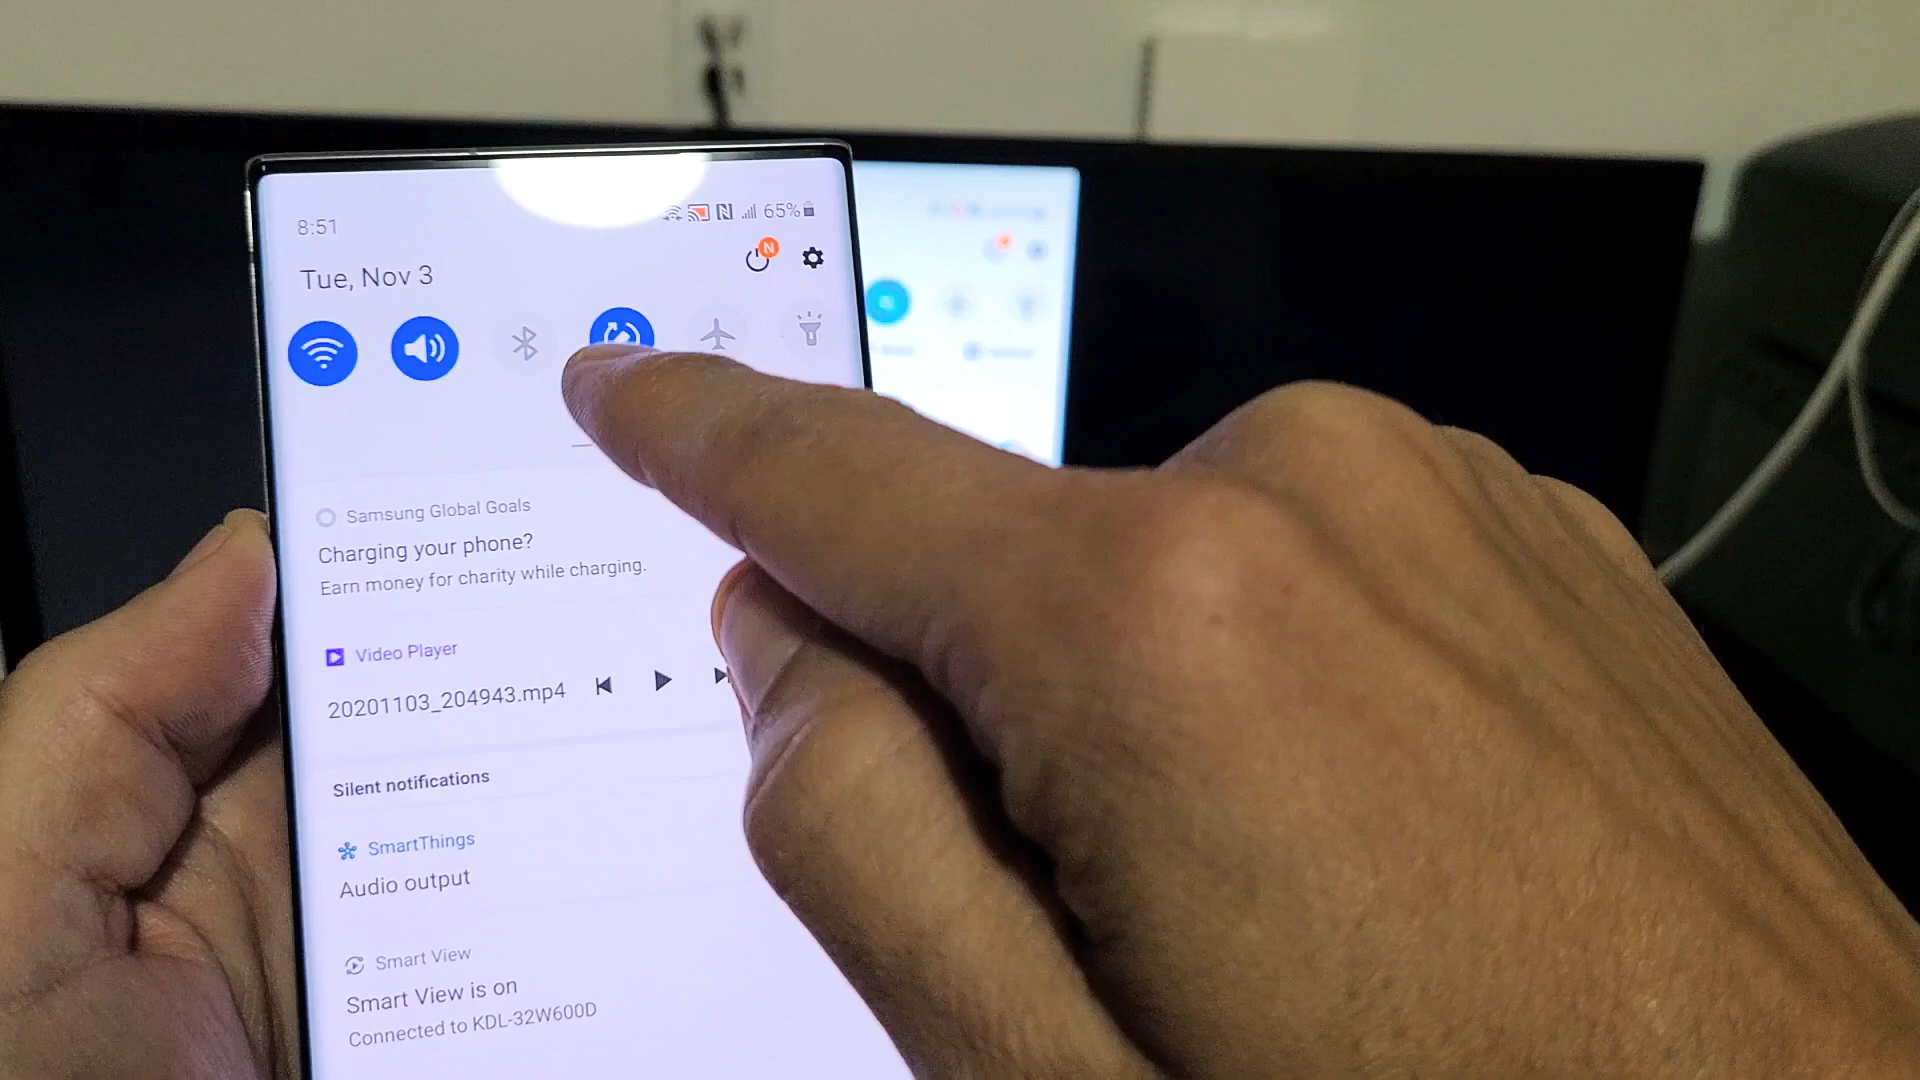 8:51
65%
N
Tue, Nov 3
Samsung Global Goals
Charging your phone?
Earn money for charity while charging.
Video Player
20201103_204943.mp4
Silent notifications
SmartThings
Audio output
Smart View
Smart View is on
Connected to KDL-32W600D